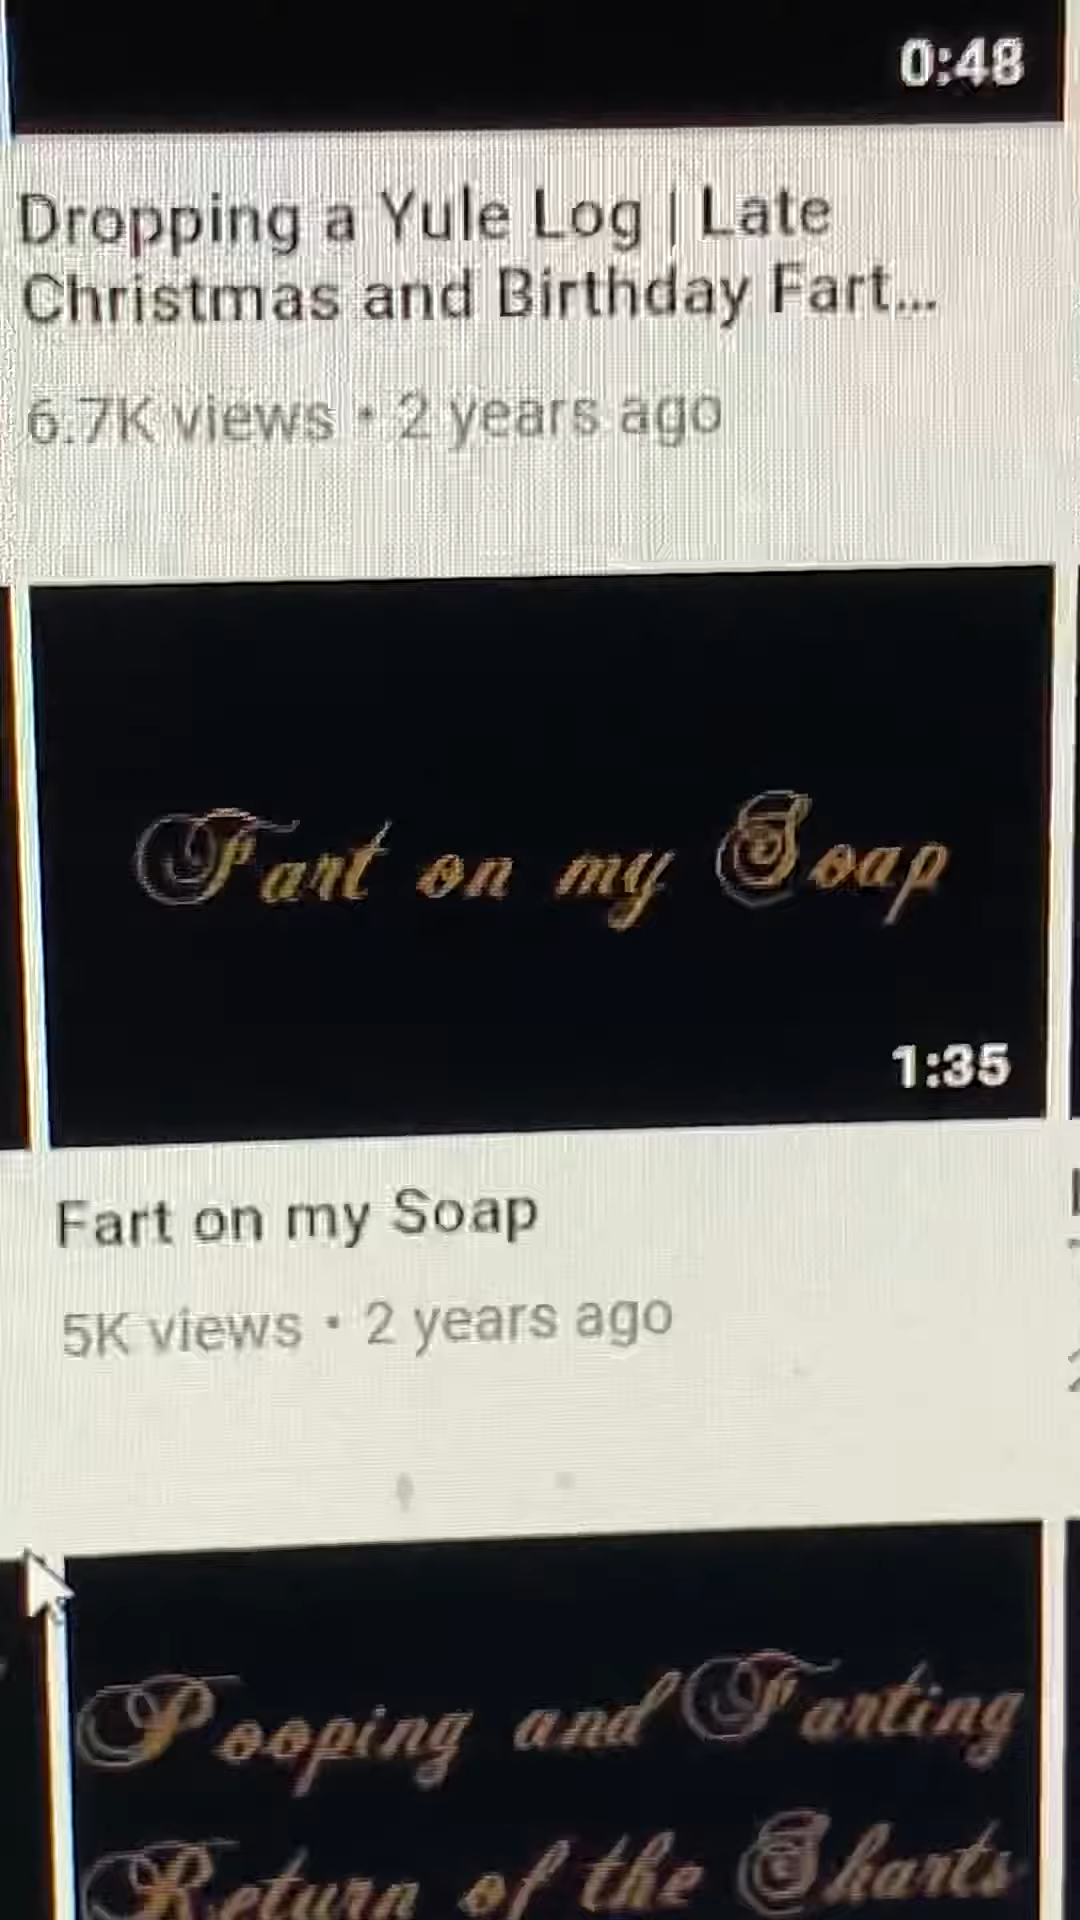 0:48
Dropping a Yule Log | Late
Christmas and Birthday Fart...
6.7K views • 2 years ago
Fart on my Soap
1:35
Fart on my Soap
5K views • 2 years ago
Pooping and Farting
Return of the Sharts